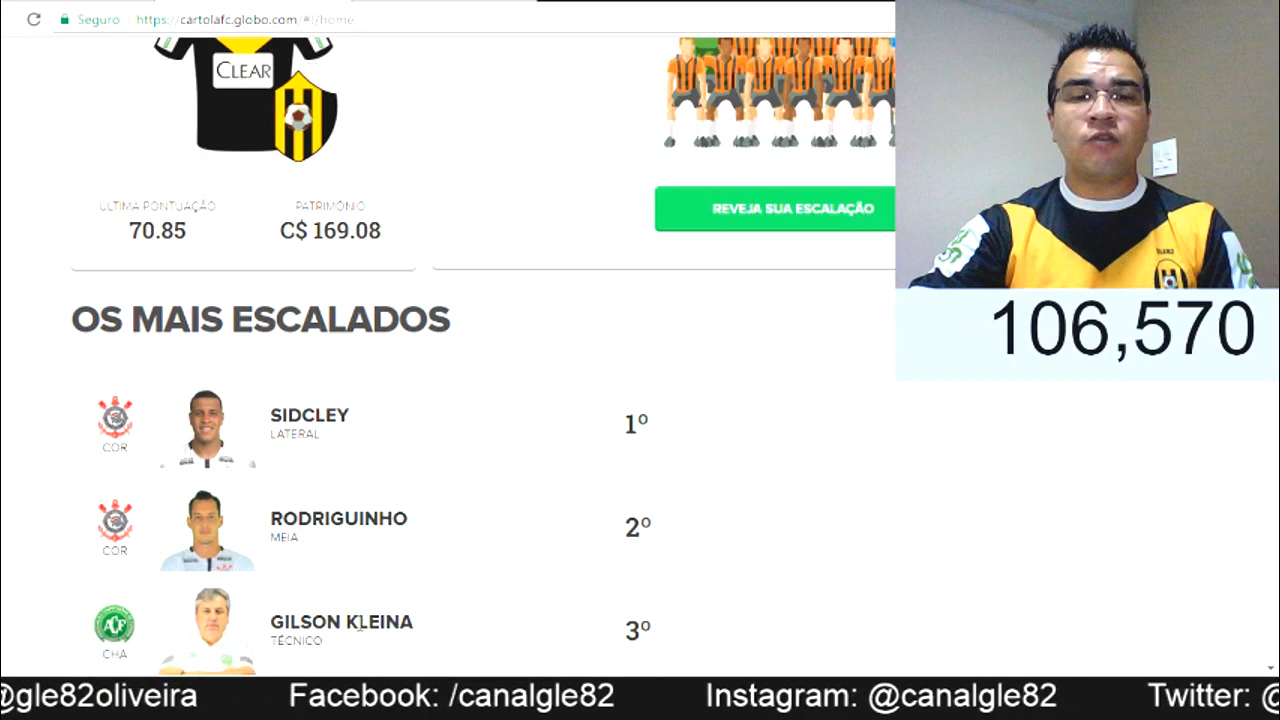 Seguro https://cartolafc.globo.com/#!/home
CLEAR
ULTIMA PONTUAÇÃO
70.85
PATRIMÔNIO
C$ 169.08
REVEJA SUA ESCALAÇÃO
106,570
OS MAIS ESCALADOS
COR
SIDCLEY
LATERAL
1º
COR
RODRIGUINHO
MEIA
2º
ACF
CHA
GILSON KLEINA
TÉCNICO
3º
@gle82oliveira Facebook: /canalgle82 Instagram: @canalgle82 Twitter: @